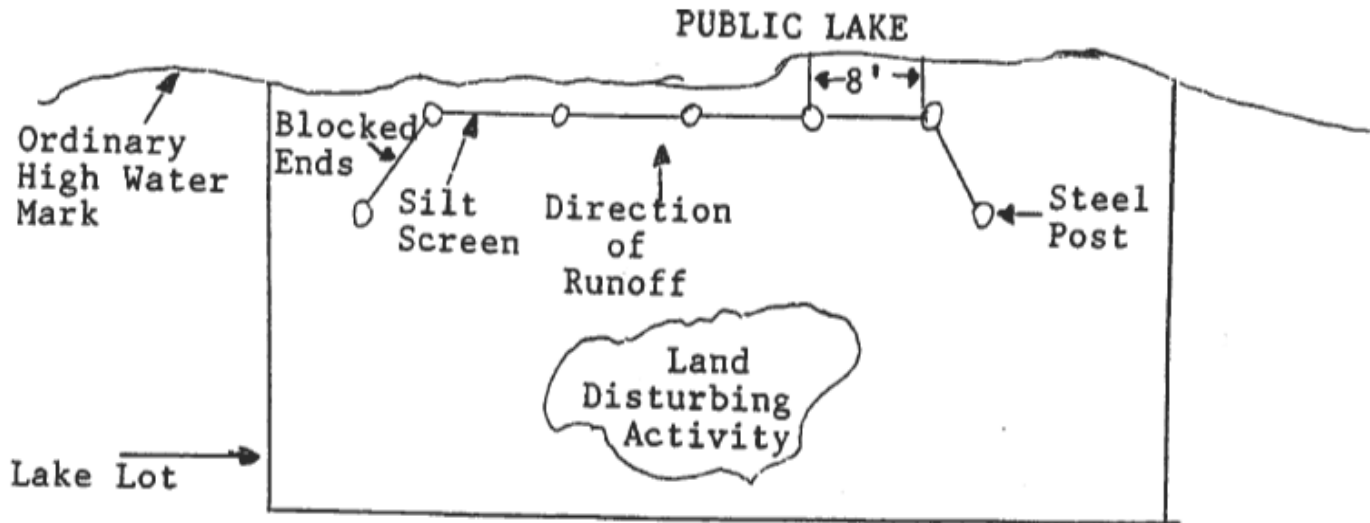 PUBLIC LAKE
8'
Ordinary
High Water
Mark
Blocked
Ends
Silt
Screen
Direction
of
Runoff
Steel
Post
Land
Disturbing
Activity
Lake Lot